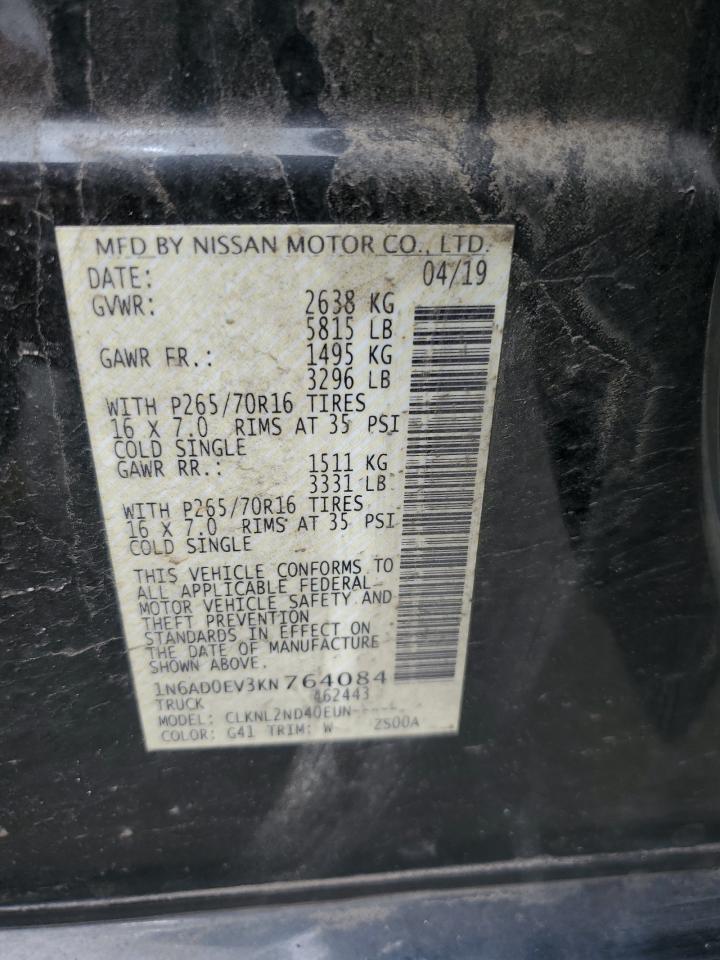 MFD BY NISSAN MOTOR CO., LTD.
DATE: 04/19
GVWR: 2638 KG
5815 LB
GAWR FR.: 1495 KG
3296 LB
WITH P265/70R16 TIRES
16 X 7.0 RIMS AT 35 PSI
COLD SINGLE
GAWR RR.: 1511 KG
3331 LB
WITH P265/70R16 TIRES
16 X 7.0 RIMS AT 35 PSI
COLD SINGLE
THIS VEHICLE CONFORMS TO
ALL APPLICABLE FEDERAL
MOTOR VEHICLE SAFETY AND
THEFT PREVENTION
STANDARDS IN EFFECT ON
THE DATE OF MANUFACTURE
SHOWN ABOVE.
1N6AD0EV3KN764084
TRUCK 462443
MODEL: CLKNL2ND40EUN-----
COLOR: G41 TRIM: W 2S00A